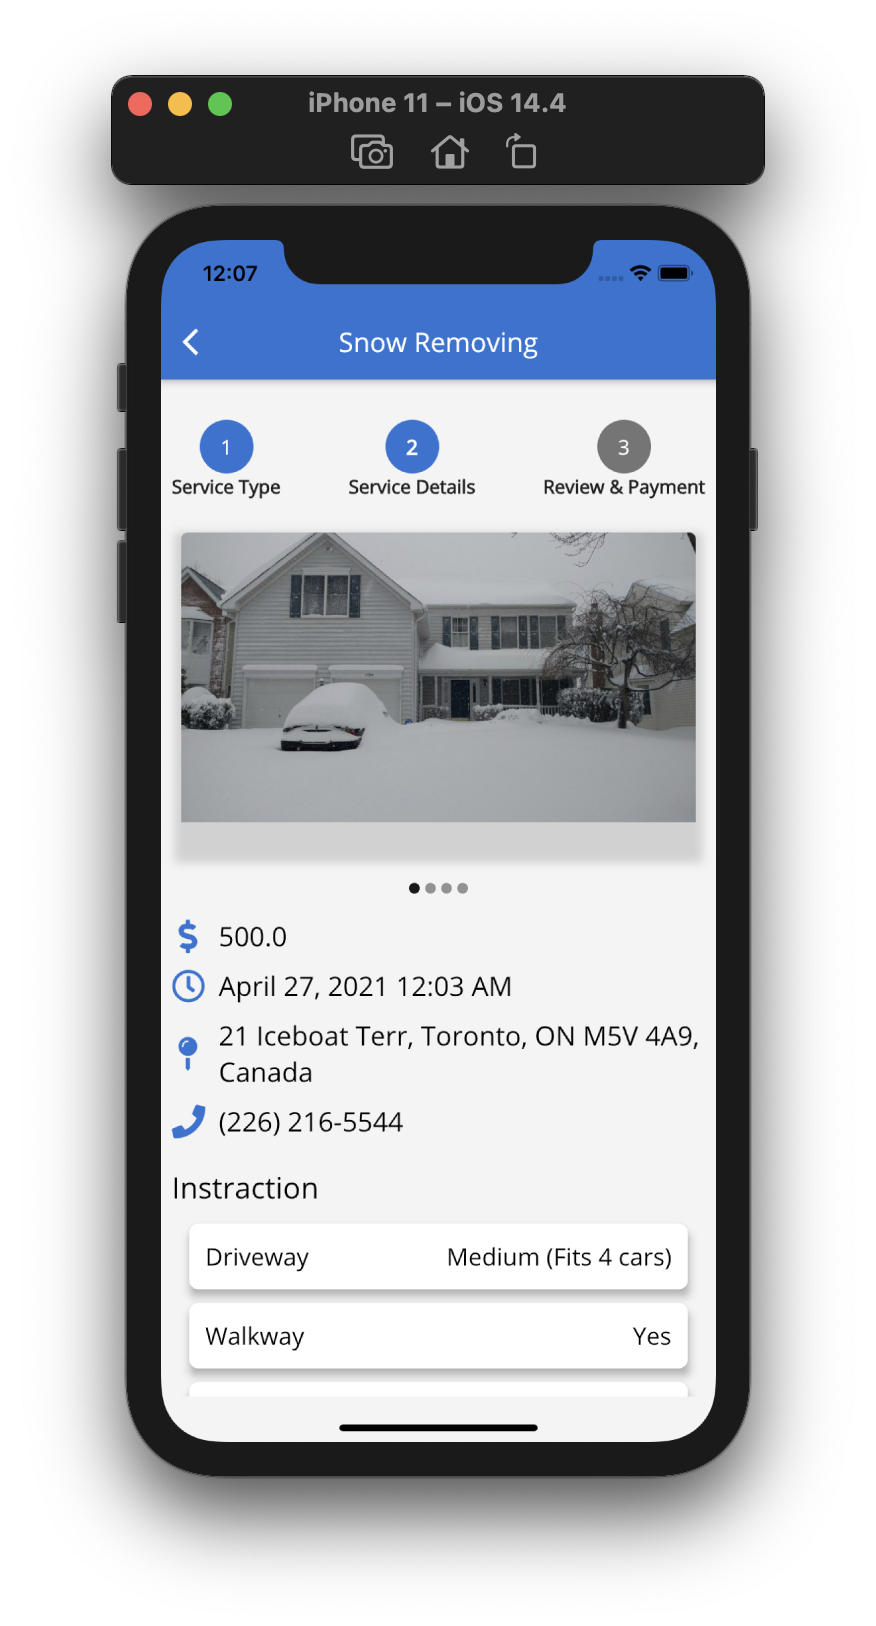 iPhone 11 – iOS 14.4
12:07
Snow Removing
1
2
3
Service Type
Service Details
Review & Payment
500.0
April 27, 2021 12:03 AM
21 Iceboat Terr, Toronto, ON M5V 4A9,
Canada
(226) 216-5544
Instraction
Driveway Medium (Fits 4 cars)
Walkway Yes